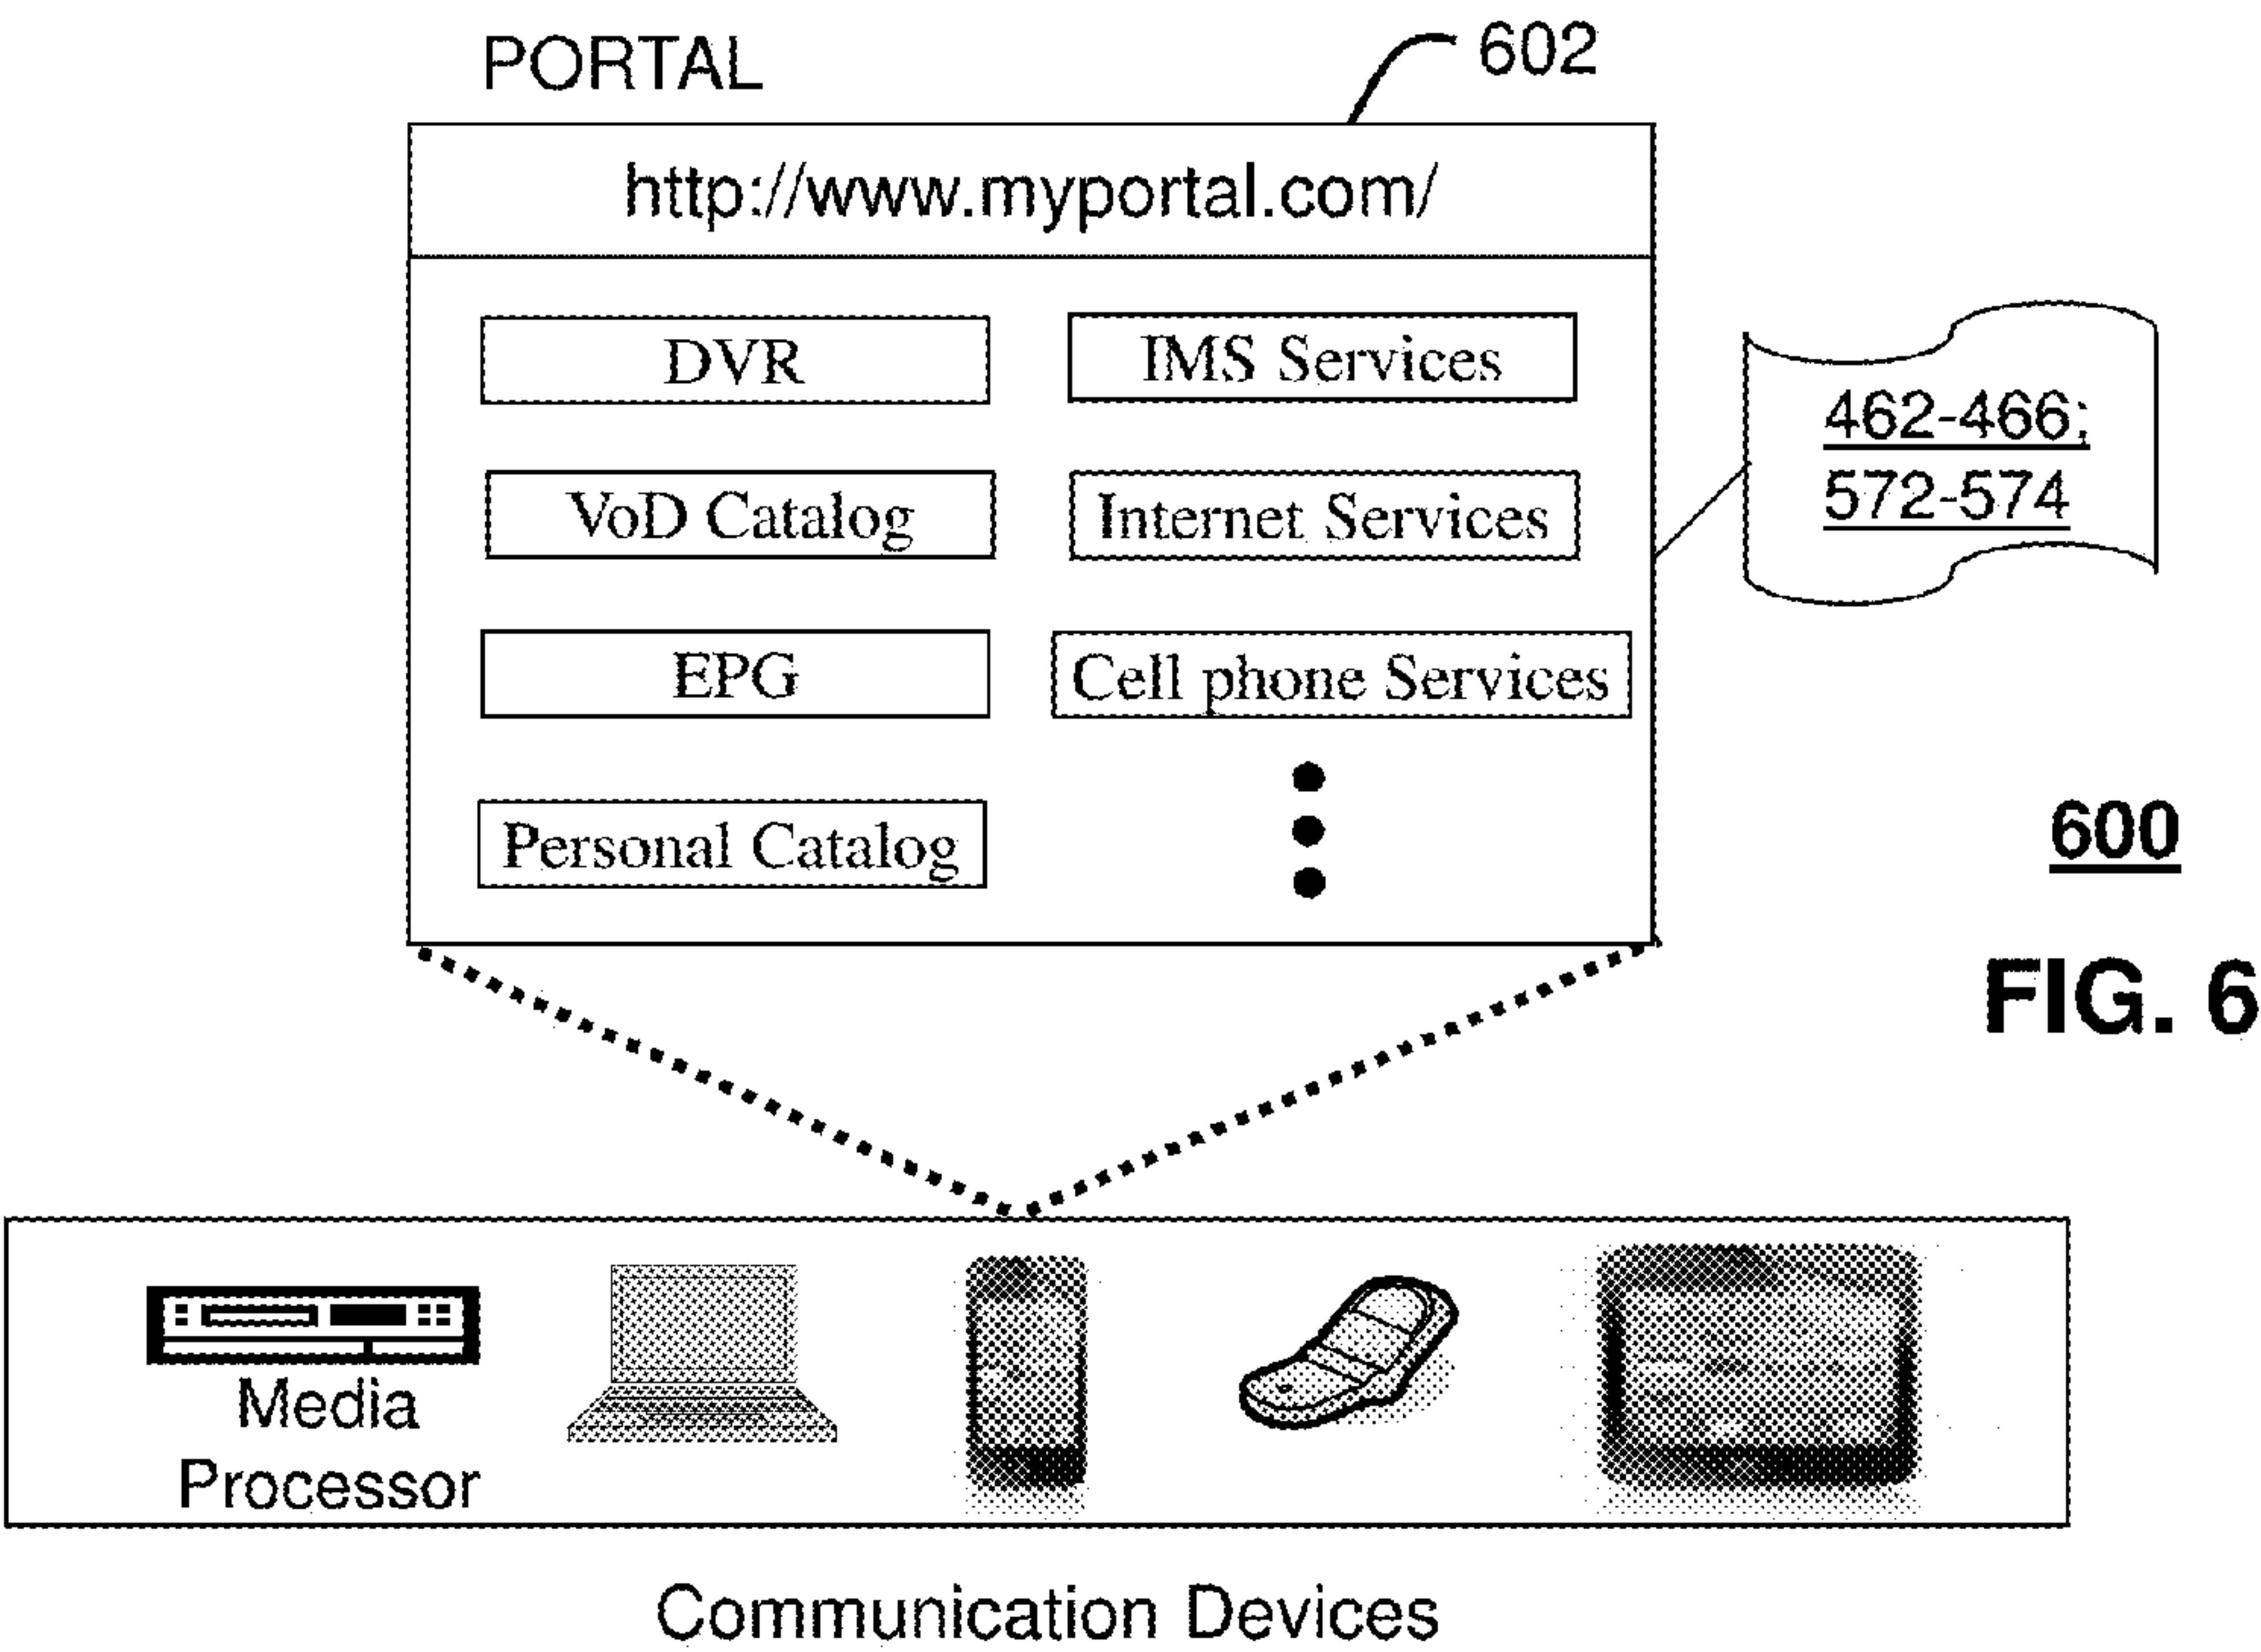 PORTAL
602
http://www.myportal.com/
DVR
IMS Services
VoD Catalog
Internet Services
EPG
Cell phone Services
Personal Catalog
462-466;
572-574
600
FIG. 6
Media
Processor
Communication Devices